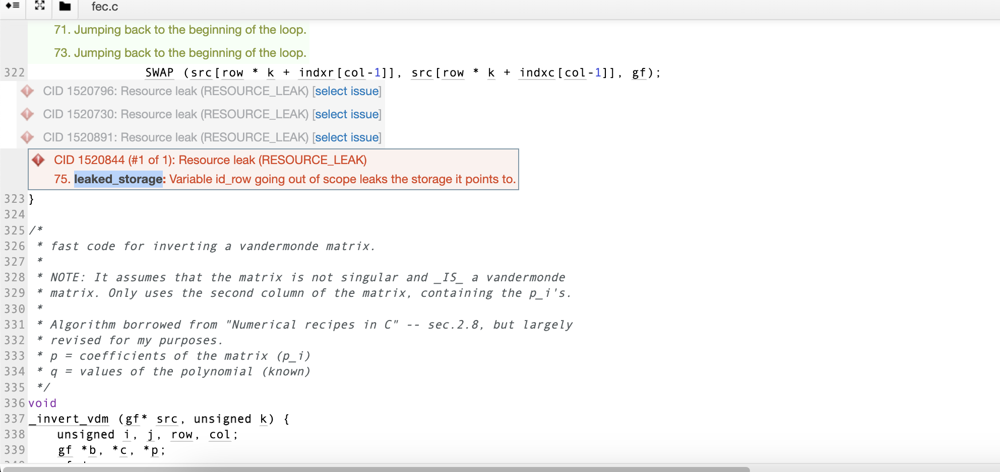 fec.c
71. Jumping back to the beginning of the loop.
73. Jumping back to the beginning of the loop.
322 SWAP (src[row * k + indxr[col-1]], src[row * k + indxc[col-1]], gf);
CID 1520796: Resource leak (RESOURCE_LEAK) [select issue]
CID 1520730: Resource leak (RESOURCE_LEAK) [select issue]
CID 1520891: Resource leak (RESOURCE_LEAK) [select issue]
CID 1520844 (#1 of 1): Resource leak (RESOURCE_LEAK)
75. leaked_storage: Variable id_row going out of scope leaks the storage it points to.
323 }
324
325 /*
326 * fast code for inverting a vandermonde matrix.
327 *
328 * NOTE: It assumes that the matrix is not singular and _IS_ a vandermonde
329 * matrix. Only uses the second column of the matrix, containing the p_i's.
330 *
331 * Algorithm borrowed from "Numerical recipes in C" -- sec.2.8, but largely
332 * revised for my purposes.
333 * p = coefficients of the matrix (p_i)
334 * q = values of the polynomial (known)
335 */
336 void
337 _invert_vdm (gf* src, unsigned k) {
338 unsigned i, j, row, col;
339 gf *b, *c, *p;